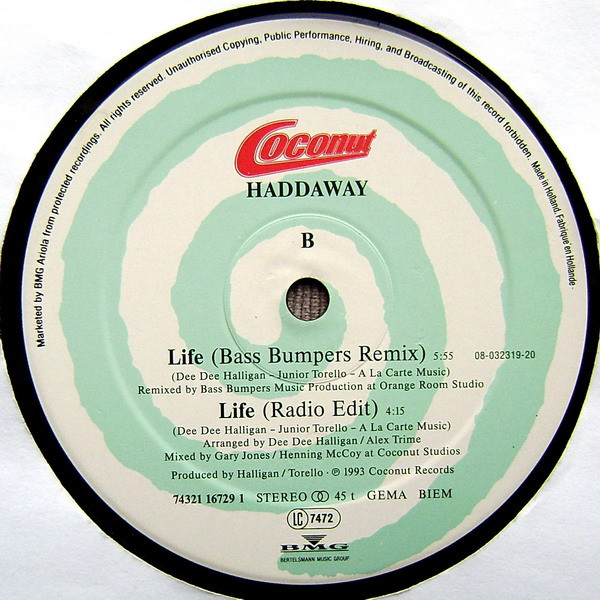 Marketed by BMG Ariola from protected recordings. All rights reserved. Unauthorised Copying, Public Performance, Hiring, and Broadcasting of this record forbidden. Made in Holland. Fabriqué en Hollande -
Coconut
HADDAWAY
B
Life (Bass Bumpers Remix) 5:55 08-032319-20
(Dee Dee Halligan – Junior Torello – A La Carte Music)
Remixed by Bass Bumpers Music Production at Orange Room Studio
Life (Radio Edit) 4:15
(Dee Dee Halligan – Junior Torello – A La Carte Music)
Arranged by Dee Dee Halligan / Alex Trime
Mixed by Gary Jones / Henning McCoy at Coconut Studios
Produced by Halligan / Torello · ℗ 1993 Coconut Records
74321 16729 1 STEREO 45 t GEMA BIEM
LC 7472
BMG
BERTELSMANN MUSIC GROUP